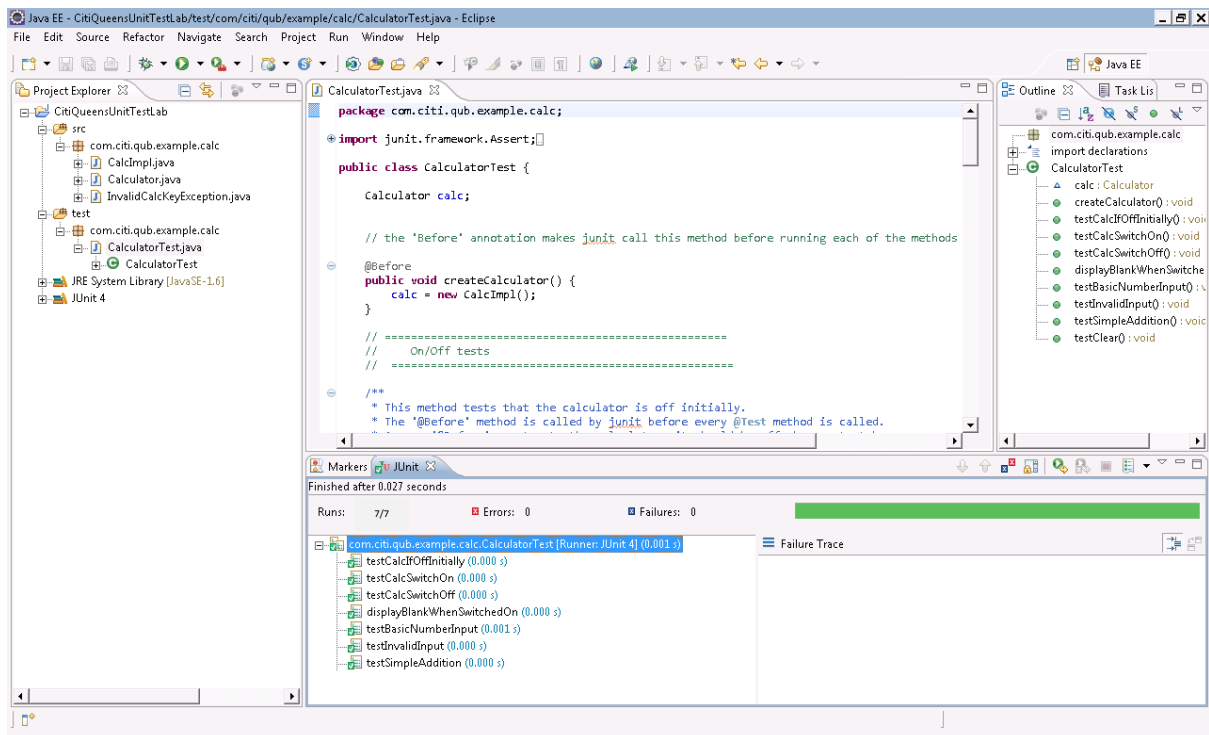 Java EE - CitiQueensUnitTestLab/test/com/citi/qub/example/calc/CalculatorTest.java - Eclipse
File Edit Source Refactor Navigate Search Project Run Window Help
Java EE
Project Explorer
CitiQueensUnitTestLab
src
com.citi.qub.example.calc
CalcImpl.java
Calculator.java
InvalidCalcKeyException.java
test
com.citi.qub.example.calc
CalculatorTest.java
CalculatorTest
JRE System Library [JavaSE-1.6]
JUnit 4
CalculatorTest.java
package com.citi.qub.example.calc;
import junit.framework.Assert;
public class CalculatorTest {
Calculator calc;
// the "Before" annotation makes junit call this method before running each of the methods
@Before
public void createCalculator() {
calc = new CalcImpl();
}
// ====================================================
// On/Off tests
// ====================================================
/**
* This method tests that the calculator is off initially.
* The "@Before" method is called by junit before every @Test method is called.
Outline Task Lis
com.citi.qub.example.calc
import declarations
CalculatorTest
calc : Calculator
createCalculator() : void
testCalcIfOffInitially() : voi
testCalcSwitchOn() : void
testCalcSwitchOff() : void
displayBlankWhenSwitche
testBasicNumberInput() : v
testInvalidInput() : void
testSimpleAddition() : voic
testClear() : void
Markers JUnit
Finished after 0.027 seconds
Runs: 7/7 Errors: 0 Failures: 0
com.citi.qub.example.calc.CalculatorTest [Runner: JUnit 4] (0.001 s)
testCalcIfOffInitially (0.000 s)
testCalcSwitchOn (0.000 s)
testCalcSwitchOff (0.000 s)
displayBlankWhenSwitchedOn (0.000 s)
testBasicNumberInput (0.001 s)
testInvalidInput (0.000 s)
testSimpleAddition (0.000 s)
Failure Trace